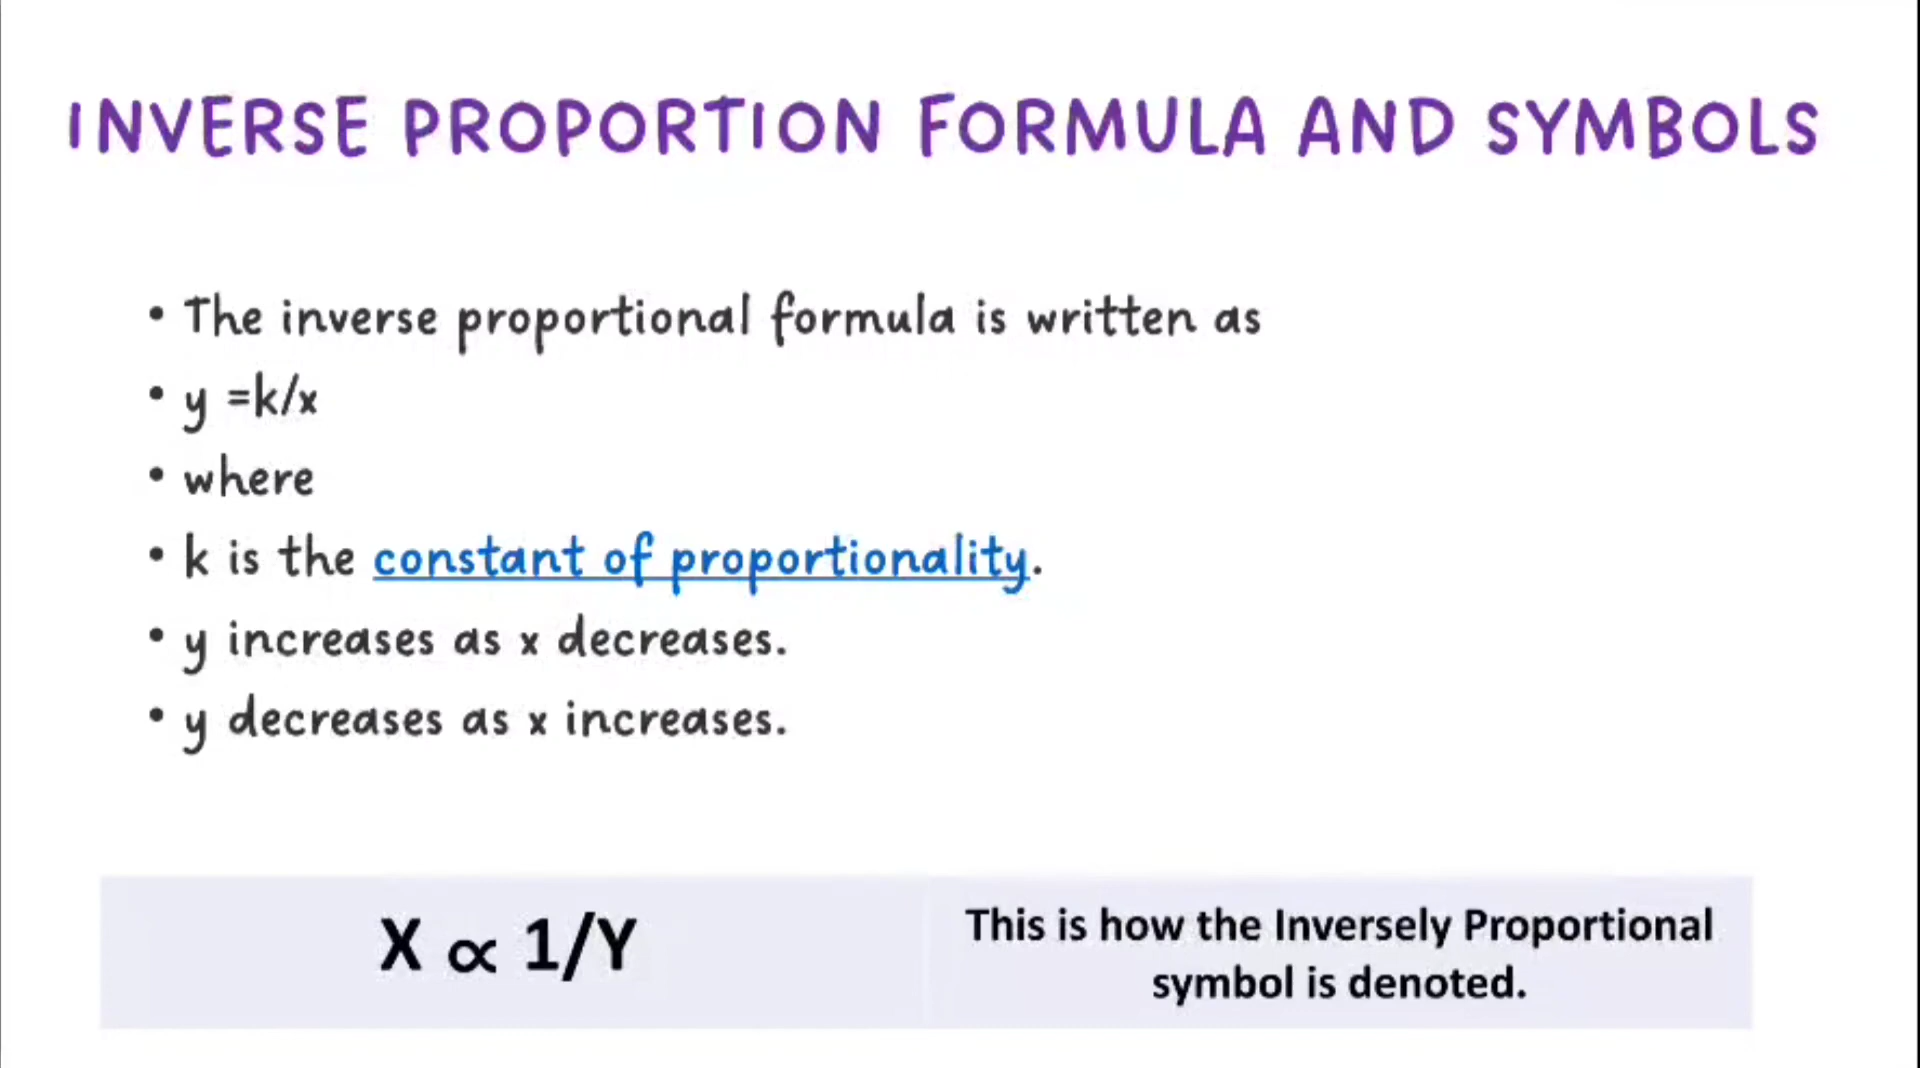 INVERSE PROPORTION FORMULA AND SYMBOLS
• The inverse proportional formula is written as
• y =k/x
• where
• k is the constant of proportionality.
• y increases as x decreases.
• y decreases as x increases.
X ∝ 1/Y
This is how the Inversely Proportional
symbol is denoted.